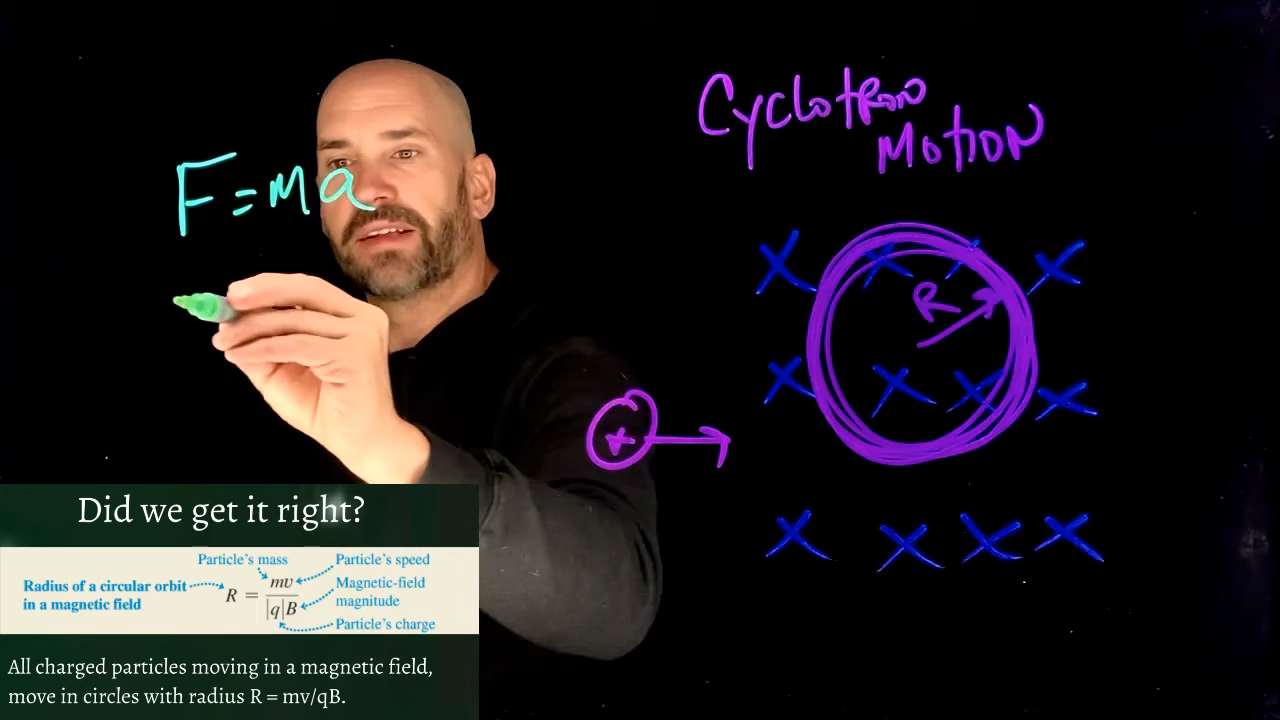 Cyclotron
Motion
F=ma
R
+
Did we get it right?
Particle's mass
Particle's speed
Radius of a circular orbit
in a magnetic field
R = mv/|q|B
Magnetic-field
magnitude
Particle's charge
All charged particles moving in a magnetic field,
move in circles with radius R = mv/qB.